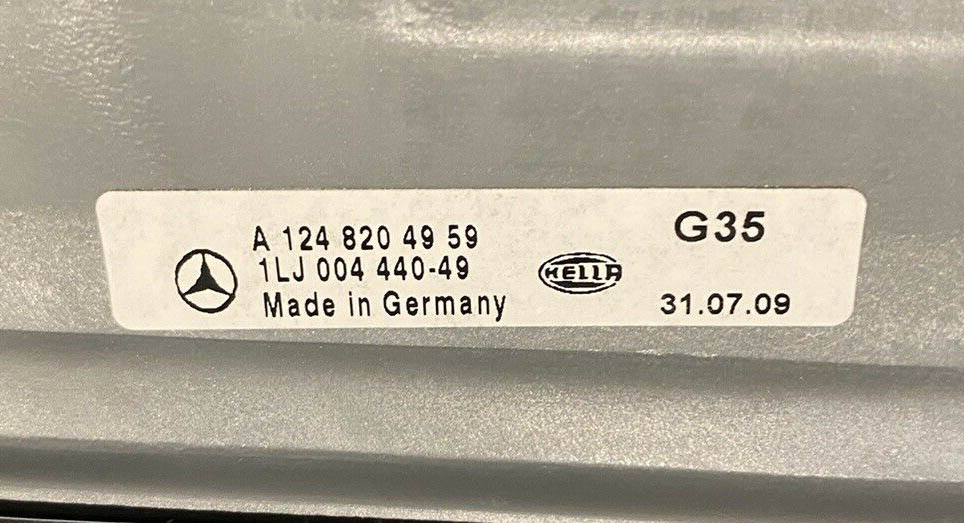 A 124 820 49 59
1LJ 004 440-49
Made in Germany
HELLA
G35
31.07.09